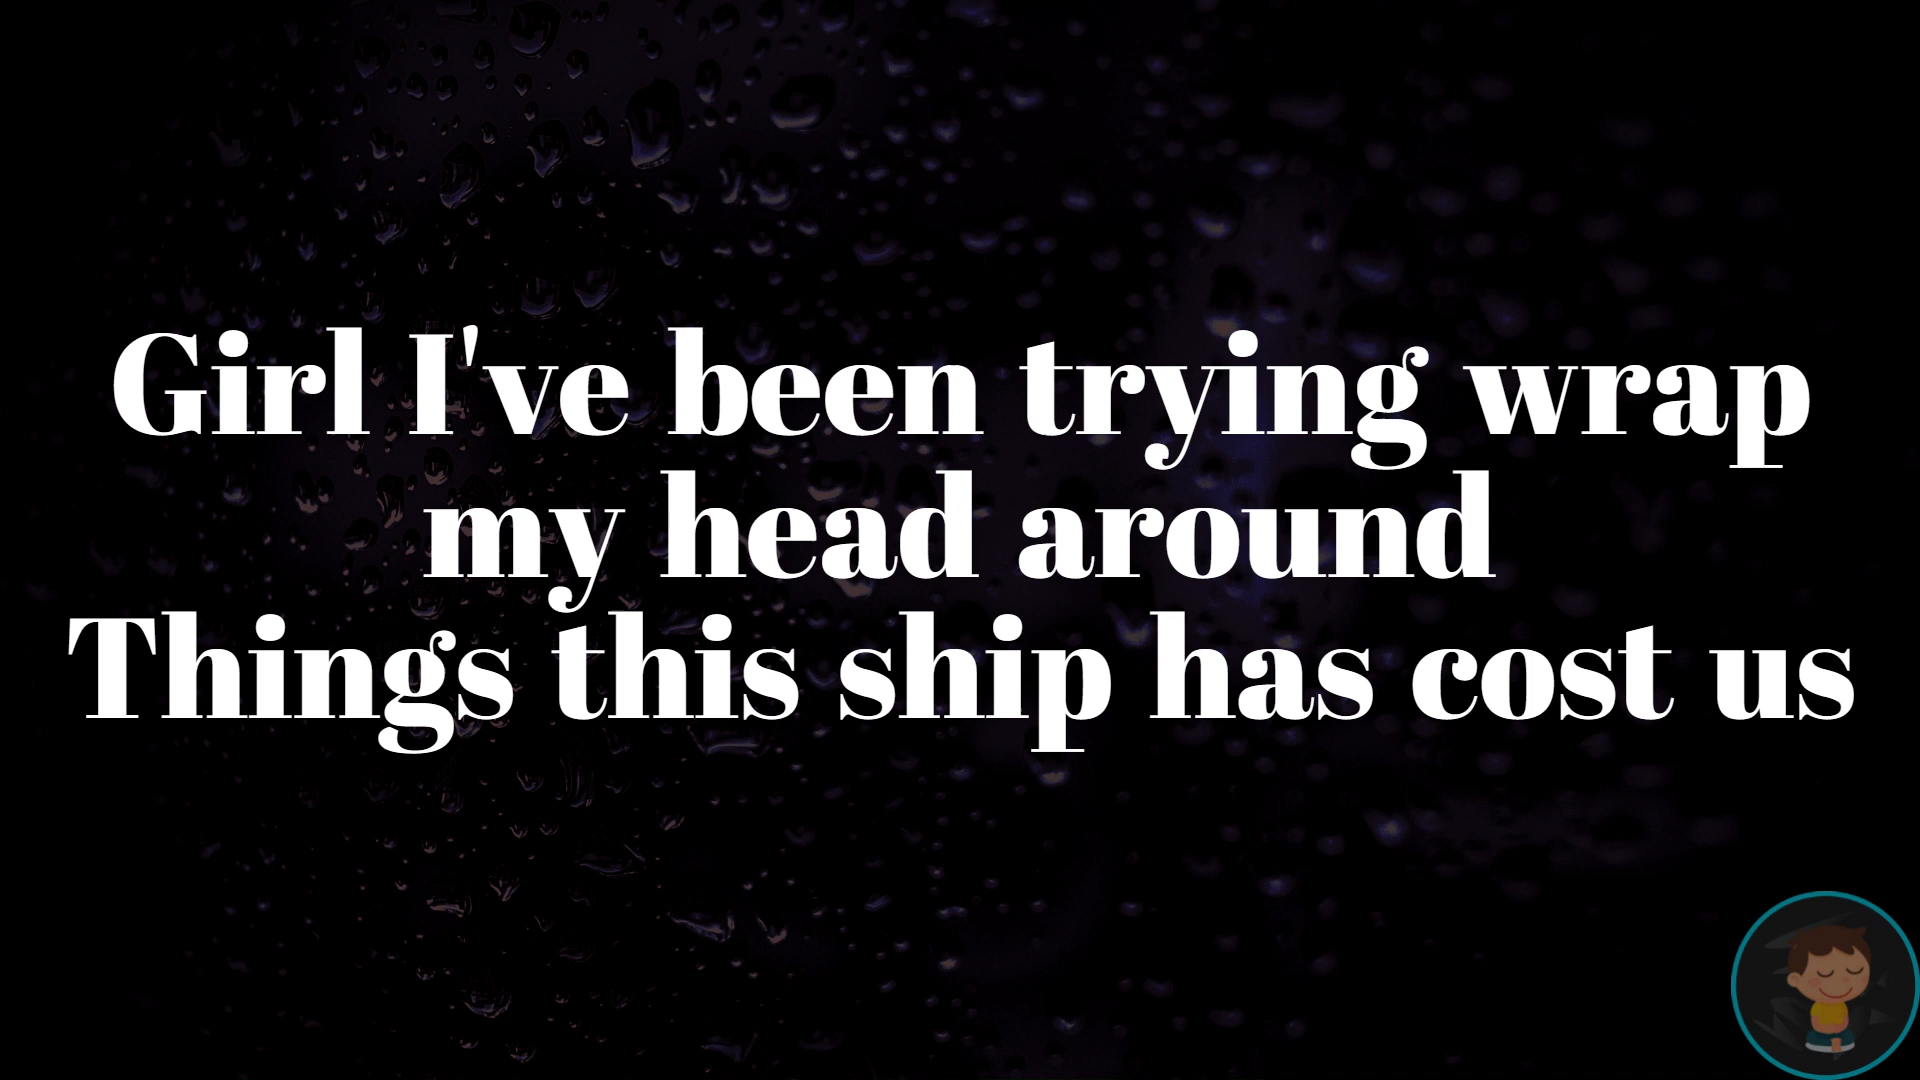 Girl I've been trying wrap
my head around
Things this ship has cost us